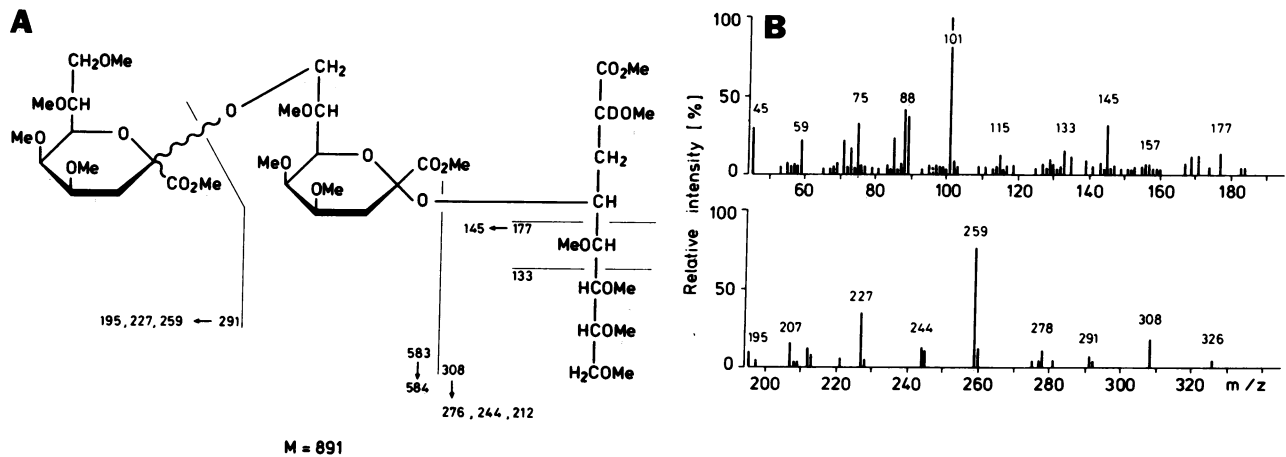 A
CH₂OMe
MeOCH
MeO
O
OMe
CO₂Me
O
CH₂
MeOCH
MeO
O
CO₂Me
OMe
O
CO₂Me
CDOMe
CH₂
CH
145 ← 177
MeOCH
133
HCOMe
HCOMe
H₂COMe
195, 227, 259 ← 291
583
↓
584
308
↓
276, 244, 212
M = 891
B
Relative intensity [%]
100
50
0
45
59
75
88
101
115
133
145
157
177
60 80 100 120 140 160 180
100
50
0
195
207
227
244
259
278
291
308
326
200 220 240 260 280 300 320 m/z